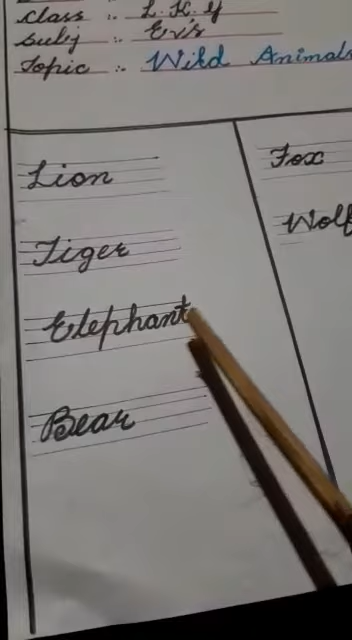 Class :- L.K.G
Subj :- Evs
Topic :- Wild Animals
Lion
Tiger
Elephant
Bear
Fox
Wolf